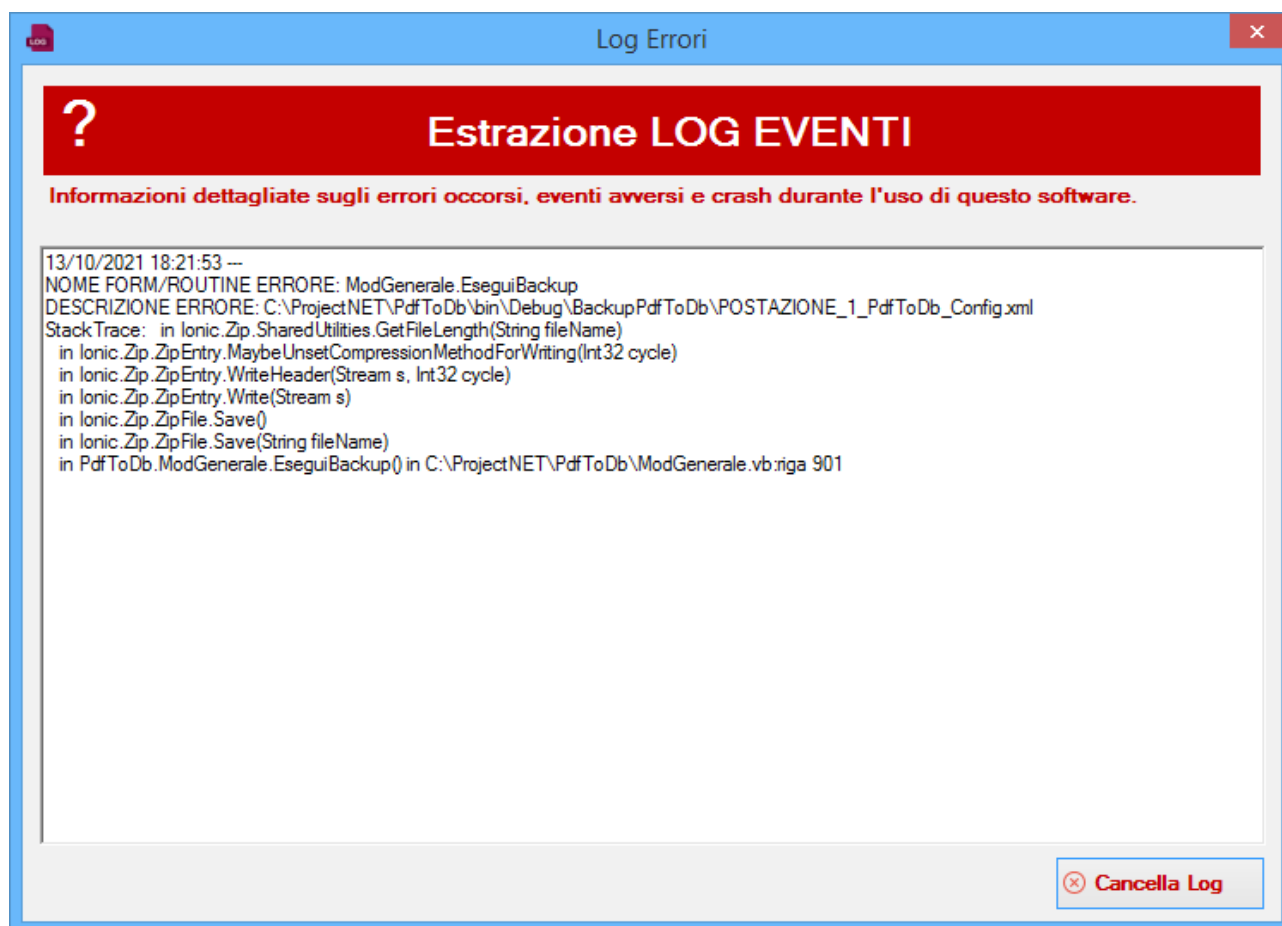 LOG
Log Errori
?
Estrazione LOG EVENTI
Informazioni dettagliate sugli errori occorsi, eventi avversi e crash durante l'uso di questo software.
13/10/2021 18:21:53 ---
NOME FORM/ROUTINE ERRORE: ModGenerale.EseguiBackup
DESCRIZIONE ERRORE: C:\ProjectNET\PdfToDb\bin\Debug\BackupPdfToDb\POSTAZIONE_1_PdfToDb_Config.xml
StackTrace:   in Ionic.Zip.SharedUtilities.GetFileLength(String fileName)
in Ionic.Zip.ZipEntry.MaybeUnsetCompressionMethodForWriting(Int32 cycle)
in Ionic.Zip.ZipEntry.WriteHeader(Stream s, Int32 cycle)
in Ionic.Zip.ZipEntry.Write(Stream s)
in Ionic.Zip.ZipFile.Save()
in Ionic.Zip.ZipFile.Save(String fileName)
in PdfToDb.ModGenerale.EseguiBackup() in C:\ProjectNET\PdfToDb\ModGenerale.vb:riga 901
Cancella Log